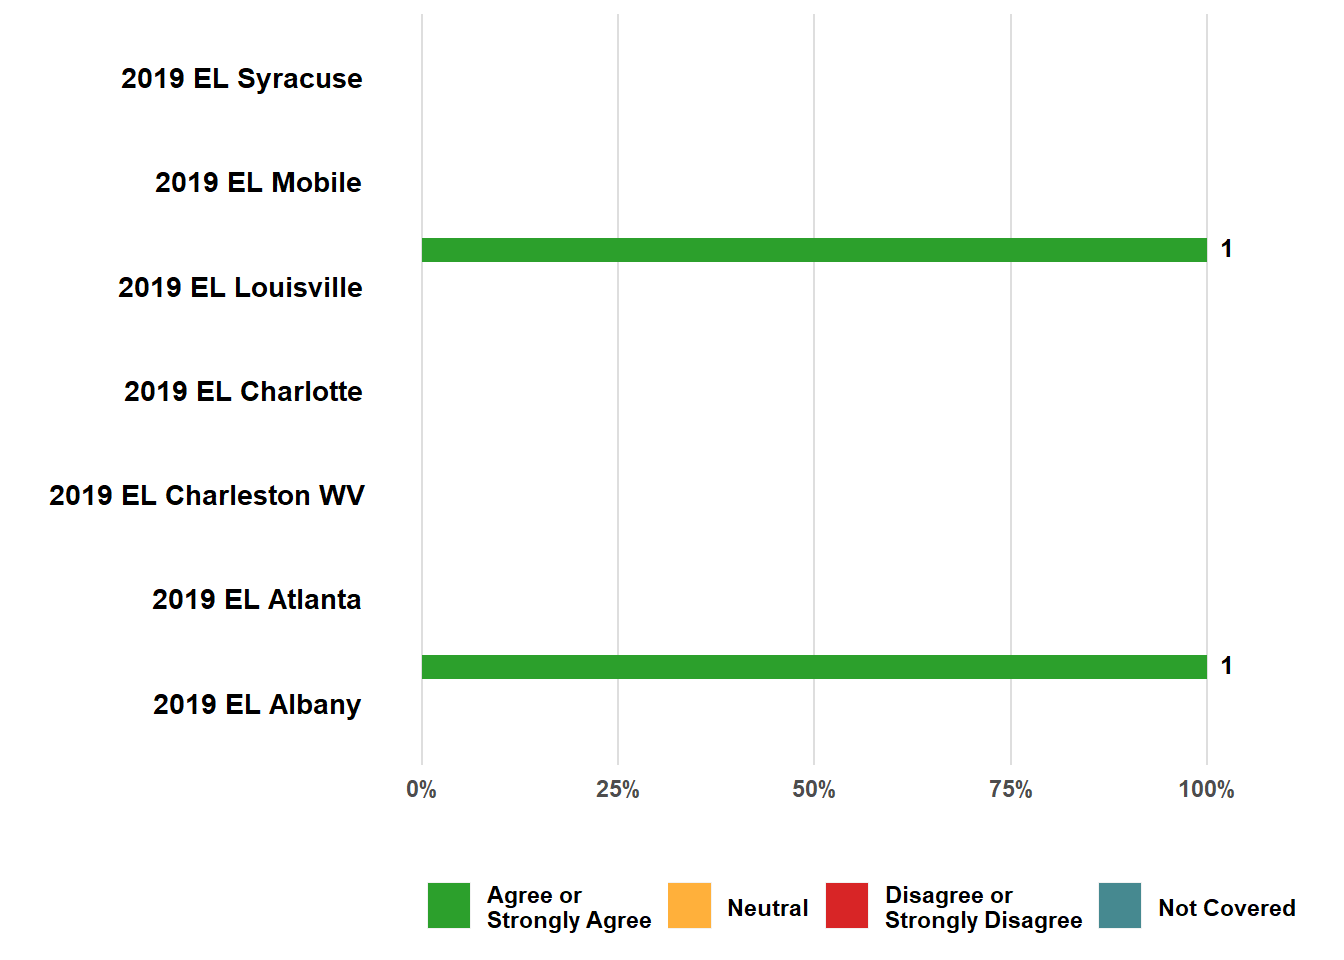 2019 EL Syracuse
2019 EL Mobile
1
2019 EL Louisville
2019 EL Charlotte
2019 EL Charleston WV
2019 EL Atlanta
1
2019 EL Albany
0%
25%
50%
75%
100%
Agree or
Strongly Agree
Neutral
Disagree or
Strongly Disagree
Not Covered